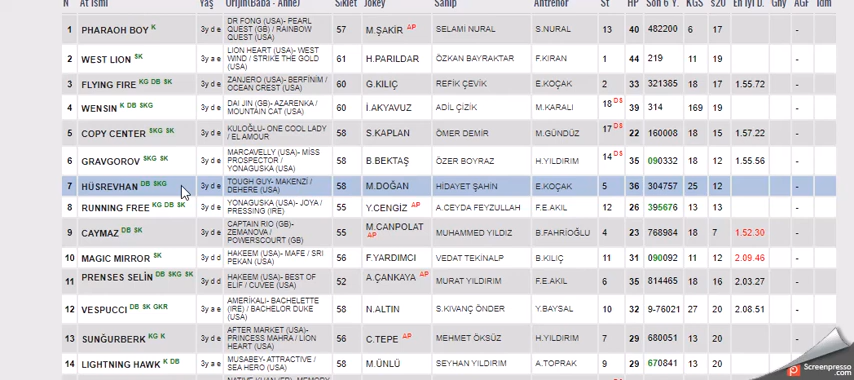 N At İsmi Yaş Orijin(Baba - Anne) Sıklet Jokey Sahip Antrenör St HP Son 6 Y. KGS s20 En İyi D. Gny AGF İdm
1 PHARAOH BOY K 3y d e DR FONG (USA)- PEARL QUEST (GB) / RAINBOW QUEST (USA) 57 M.ŞAKİR AP SELAMİ NURAL S.NURAL 13 40 482200 6 17 -
2 WEST LION SK 3y a e LION HEART (USA)- WEST WIND / STRIKE THE GOLD (USA) 61 H.PARILDAR ÖZKAN BAYRAKTAR F.KIRAN 1 44 219 11 19 -
3 FLYING FIRE KG DB SK 3y d e ZANJERO (USA)- BERFİNİM / OCEAN CREST (USA) 60 G.KILIÇ REFİK ÇEVİK E.KOÇAK 2 33 321385 18 18 1.55.72 -
4 WENSIN K DB SKG 3y d e DAI JIN (GB)- AZARENKA / MOUNTAIN CAT (USA) 60 İ.AKYAVUZ ADİL ÇİZİK M.KARALI 18 DS 39 314 169 19 -
5 COPY CENTER SKG SK 3y d e KULOĞLU- ONE COOL LADY / EL AMOUR 58 S.KAPLAN ÖMER DEMİR M.GÜNDÜZ 17 DS 22 160008 18 15 1.57.22 -
6 GRAVGOROV SKG SK 3y d e MARCAVELLY (USA)- MİSS PROSPECTOR / YONAGUSKA (USA) 58 B.BEKTAŞ ÖZER BOYRAZ H.YILDIRIM 14 DS 35 090332 18 12 1.55.56 -
7 HÜSREVHAN DB SKG 3y d e TOUGH GUY- MAKENZI / DEHERE (USA) 58 M.DOĞAN HİDAYET ŞAHİN E.KOÇAK 5 36 304757 25 12 -
8 RUNNING FREE KG DB SK 3y d e YONAGUSKA (USA)- JOYA / PRESSING (IRE) 55 Y.CENGİZ AP A.CEYDA FEYZULLAH F.E.AKIL 12 26 395676 13 13 -
9 CAYMAZ DB SK 3y d e CAPTAIN RIO (GB)- ZEMANOVA / POWERSCOURT (GB) 55 M.CANPOLAT AP MUHAMMED YILDIZ B.FAHRİOĞLU 4 23 768984 18 7 1.52.30 -
10 MAGIC MIRROR SK 3y d d HAKEEM (USA)- MAFE / SRI PEKAN (USA) 56 F.YARDIMCI VEDAT TEKİNALP B.KILIÇ 11 31 090092 11 16 2.09.46 -
11 PRENSES SELİN DB SKG SK 3y d d HAKEEM (USA)- BEST OF ELIF / CUVEE (USA) 52 A.ÇANKAYA AP MURAT YILDIRIM F.E.AKIL 6 35 814465 18 16 2.03.27 -
12 VESPUCCI DB SK GKR 3y a e AMERİKALI- BACHELETTE (IRE) / BACHELOR DUKE (USA) 58 N.ALTIN S.KIVANÇ ÖNDER Y.BAYSAL 10 32 9-76021 27 20 2.08.51 -
13 SUNĞURBERK KG K 3y d e AFTER MARKET (USA)- PRINCESS MAHRA / LION HEART (USA) 56 C.TEPE AP MEHMET ÖKSÜZ H.YILDIRIM 7 29 680051 13 20 -
14 LIGHTNING HAWK K DB 3y a e MUSABEY- ATTRACTIVE / SEA HERO (USA) 58 M.ÜNLÜ SEYHAN YILDIRIM A.TOPRAK 9 29 670841 13 20 -
Screenpresso.com